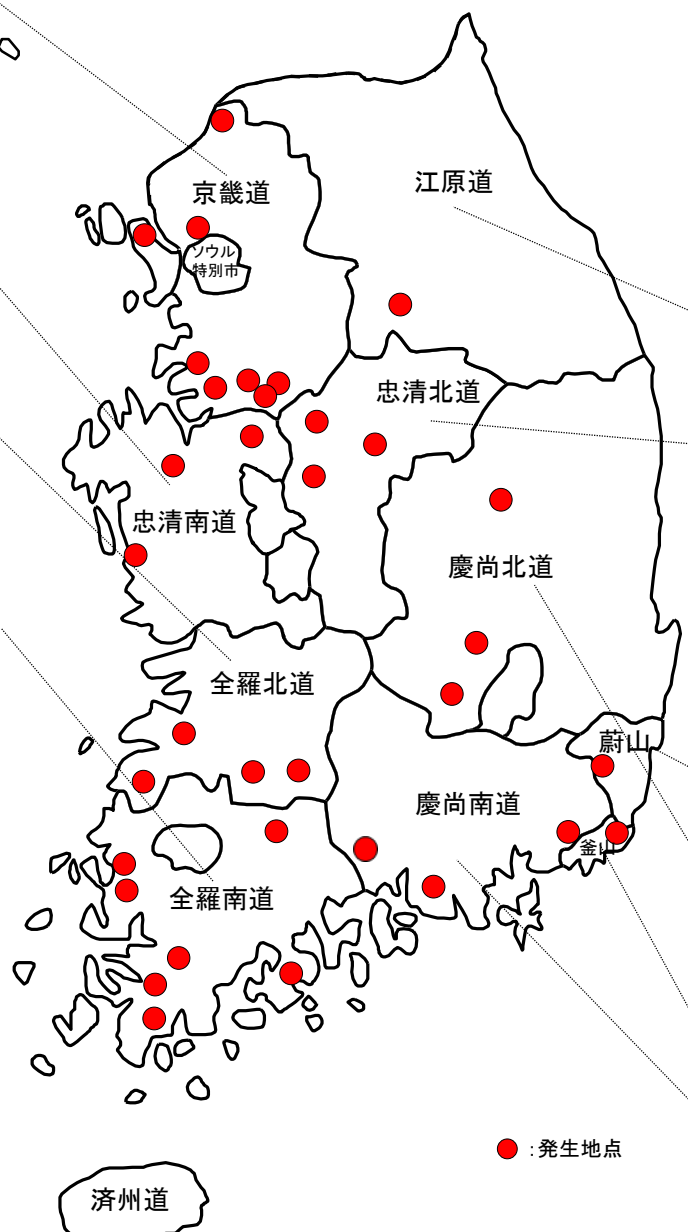 江原道
京畿道
ソウル
特別市
忠清北道
忠清南道
慶尚北道
全羅北道
蔚山
慶尚南道
釜山
全羅南道
:発生地点
済州道